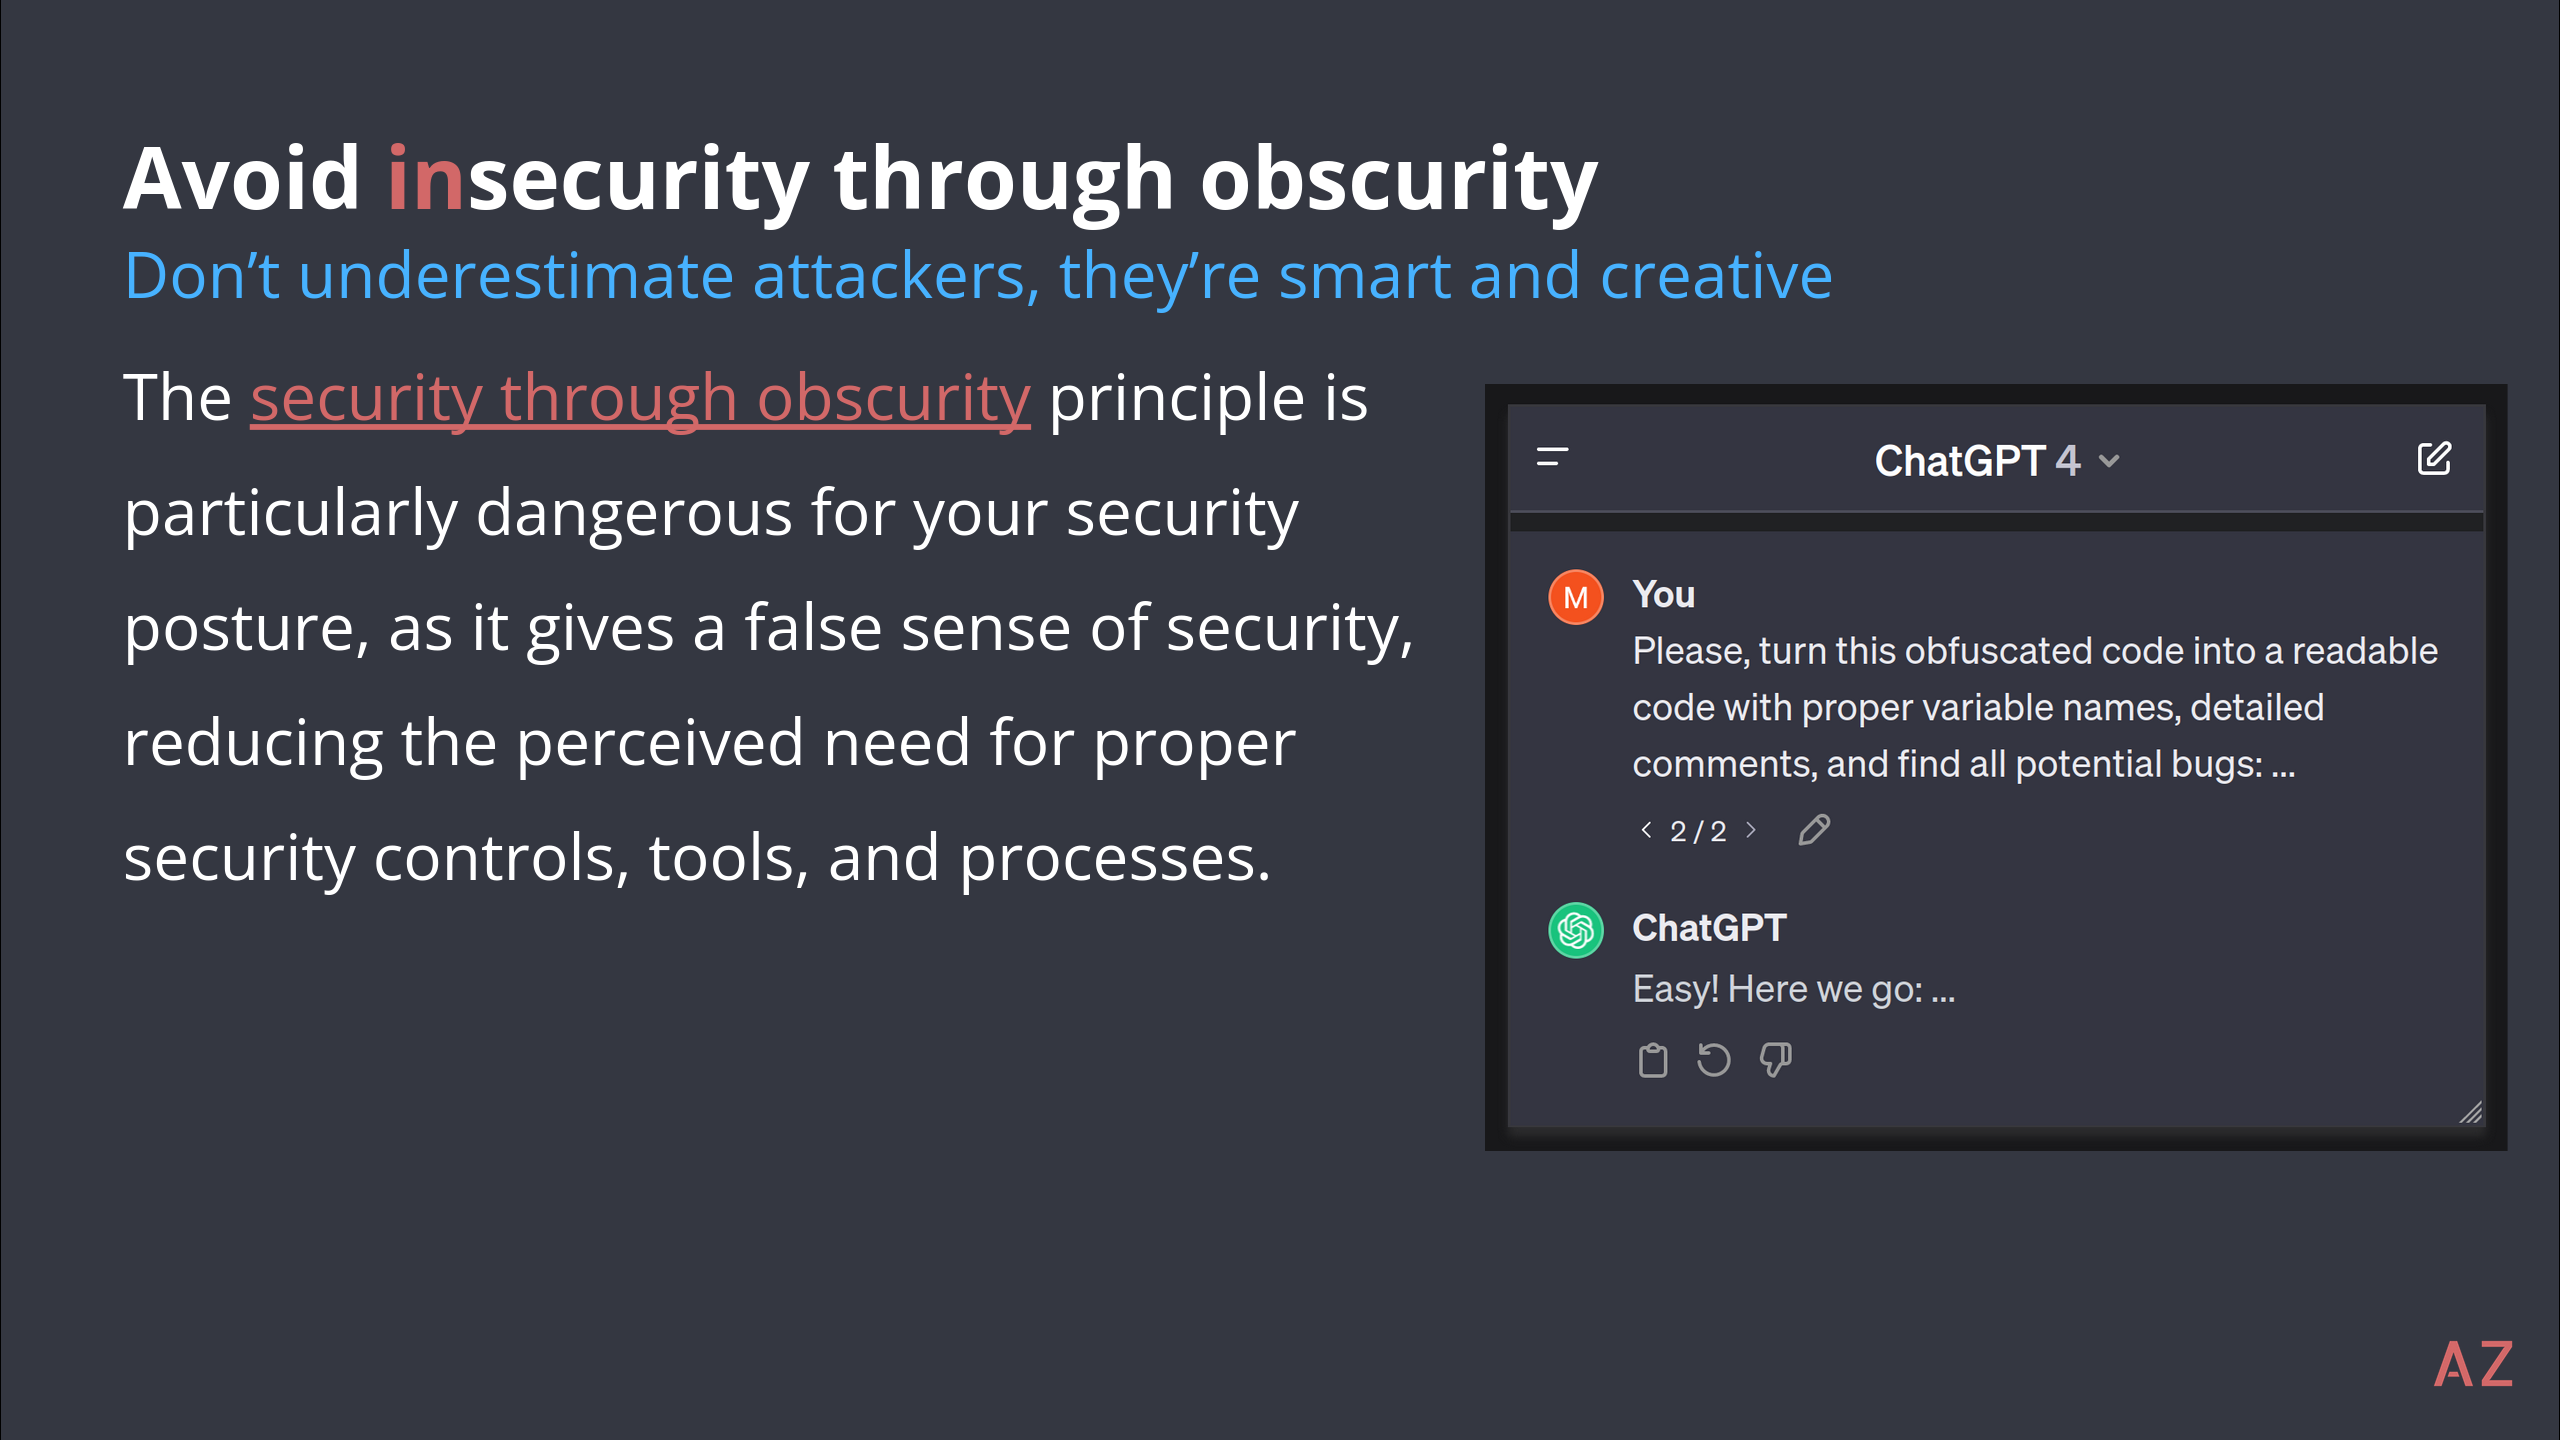 Avoid insecurity through obscurity
Don’t underestimate attackers, they’re smart and creative
The security through obscurity principle is
particularly dangerous for your security
posture, as it gives a false sense of security,
reducing the perceived need for proper
security controls, tools, and processes.
ChatGPT 4
You
M
Please, turn this obfuscated code into a readable
code with proper variable names, detailed
comments, and find all potential bugs: ...
2 / 2
ChatGPT
Easy! Here we go: ...
AZ